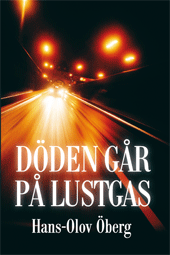 DÖDEN GÅR
PÅ LUSTGAS
Hans-Olov Öberg